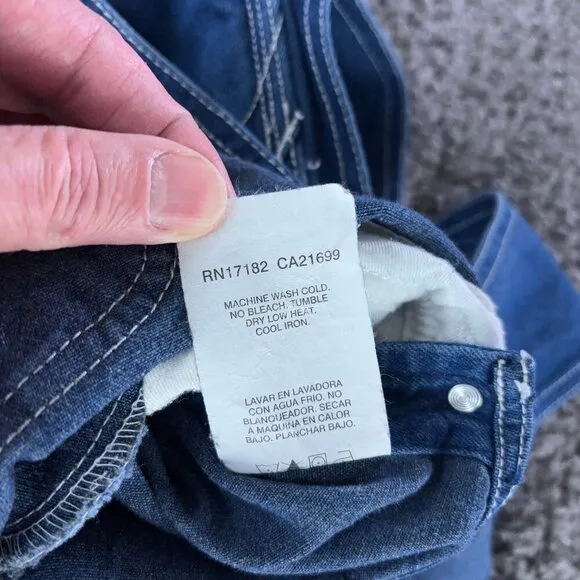 RN17182 CA21699
MACHINE WASH COLD.
NO BLEACH. TUMBLE
DRY LOW HEAT.
COOL IRON.
LAVAR EN LAVADORA
CON AGUA FRIO. NO
BLANQUEADOR. SECAR
A MAQUINA EN CALOR
BAJO. PLANCHAR BAJO.